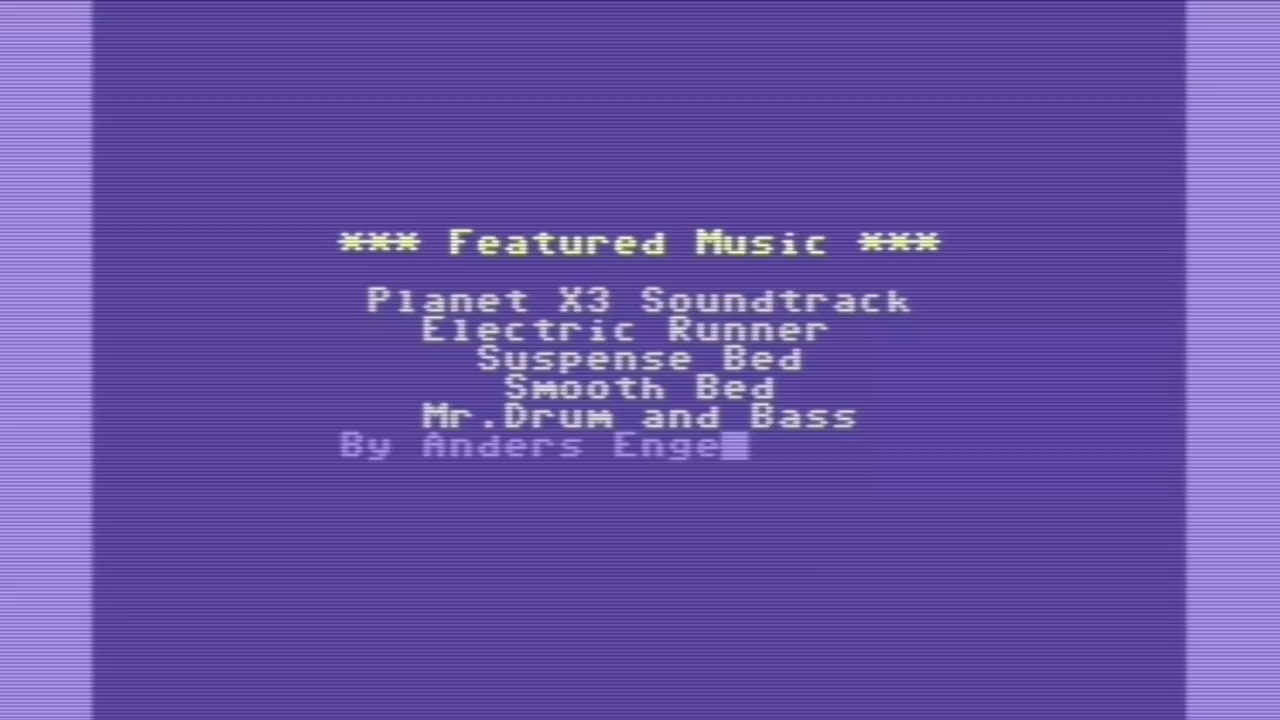 *** Featured Music ***
Planet X3 Soundtrack
Electric Runner
Suspense Bed
Smooth Bed
Mr.Drum and Bass
By Anders Enge